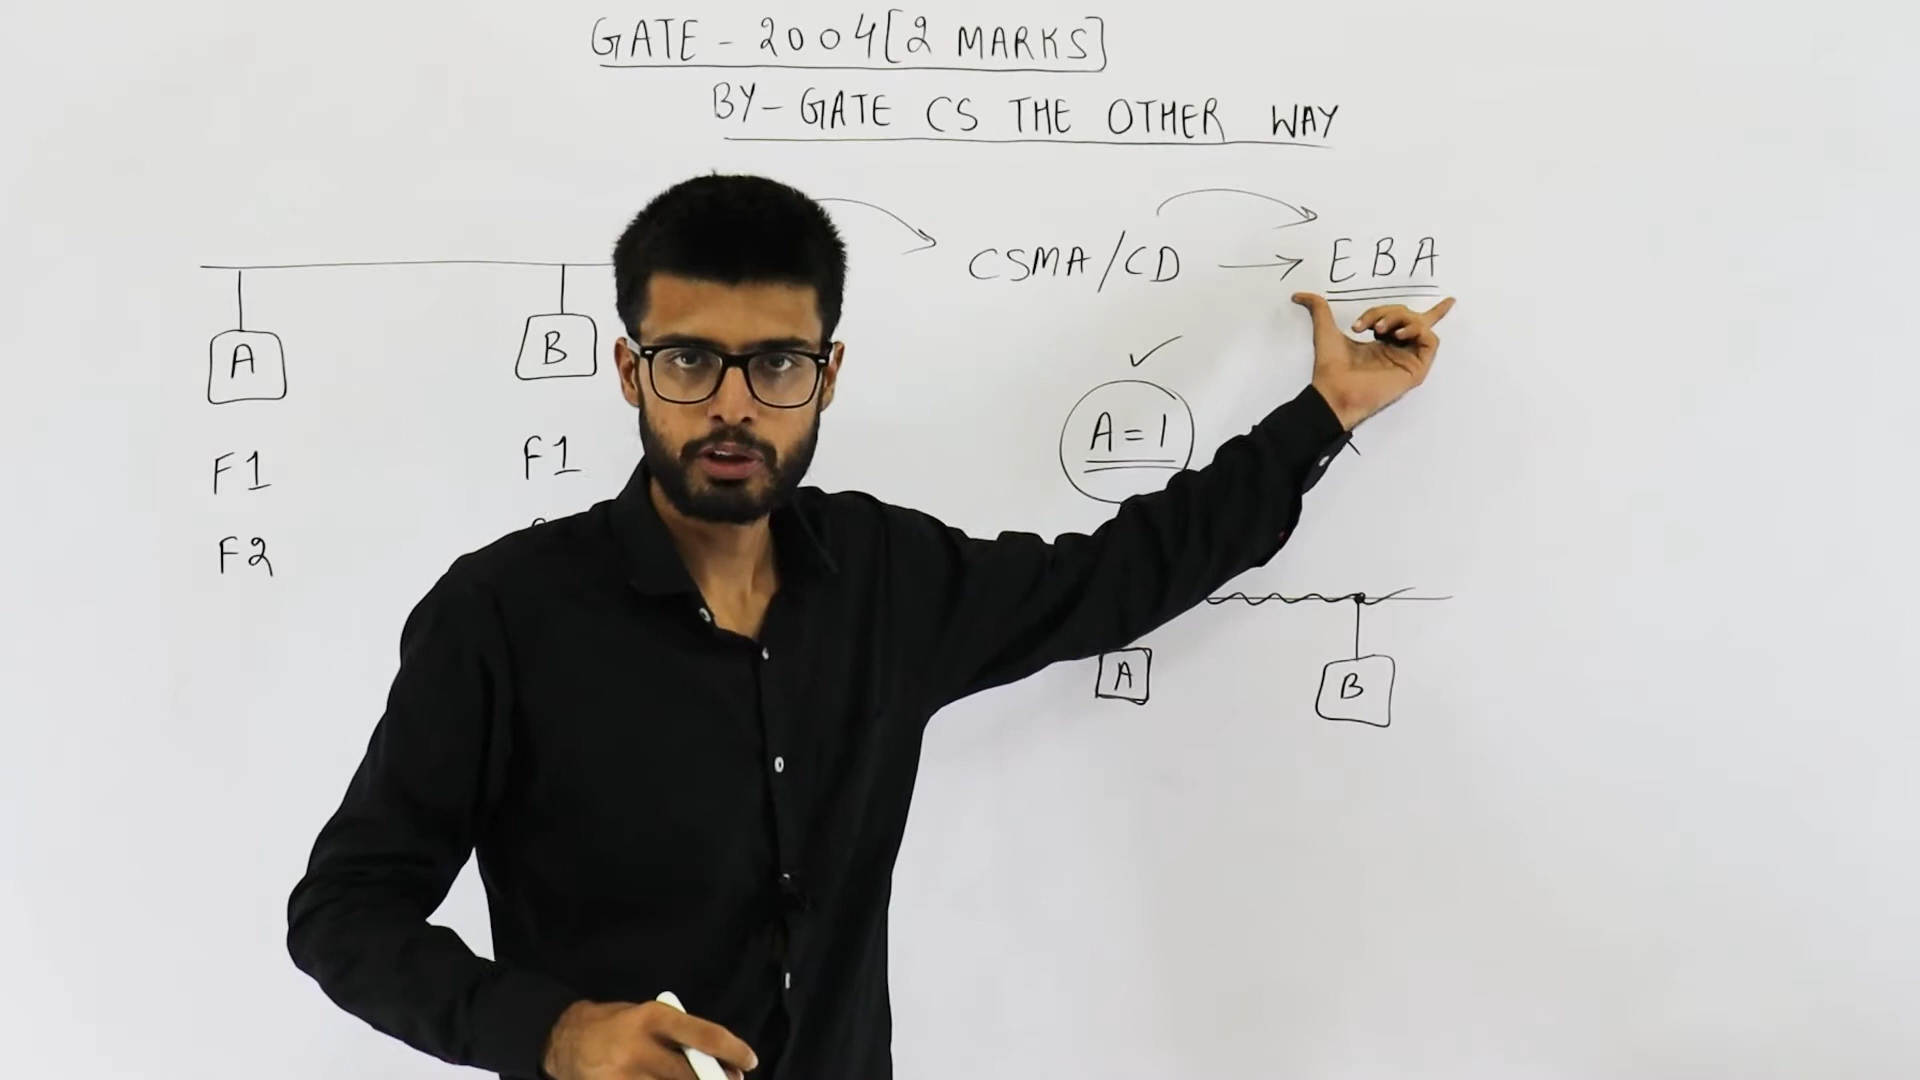 GATE - 2004 [2 MARKS]
BY - GATE CS THE OTHER WAY
CSMA/CD → EBA
A
B
F1
F1
F2
A=1
A
B